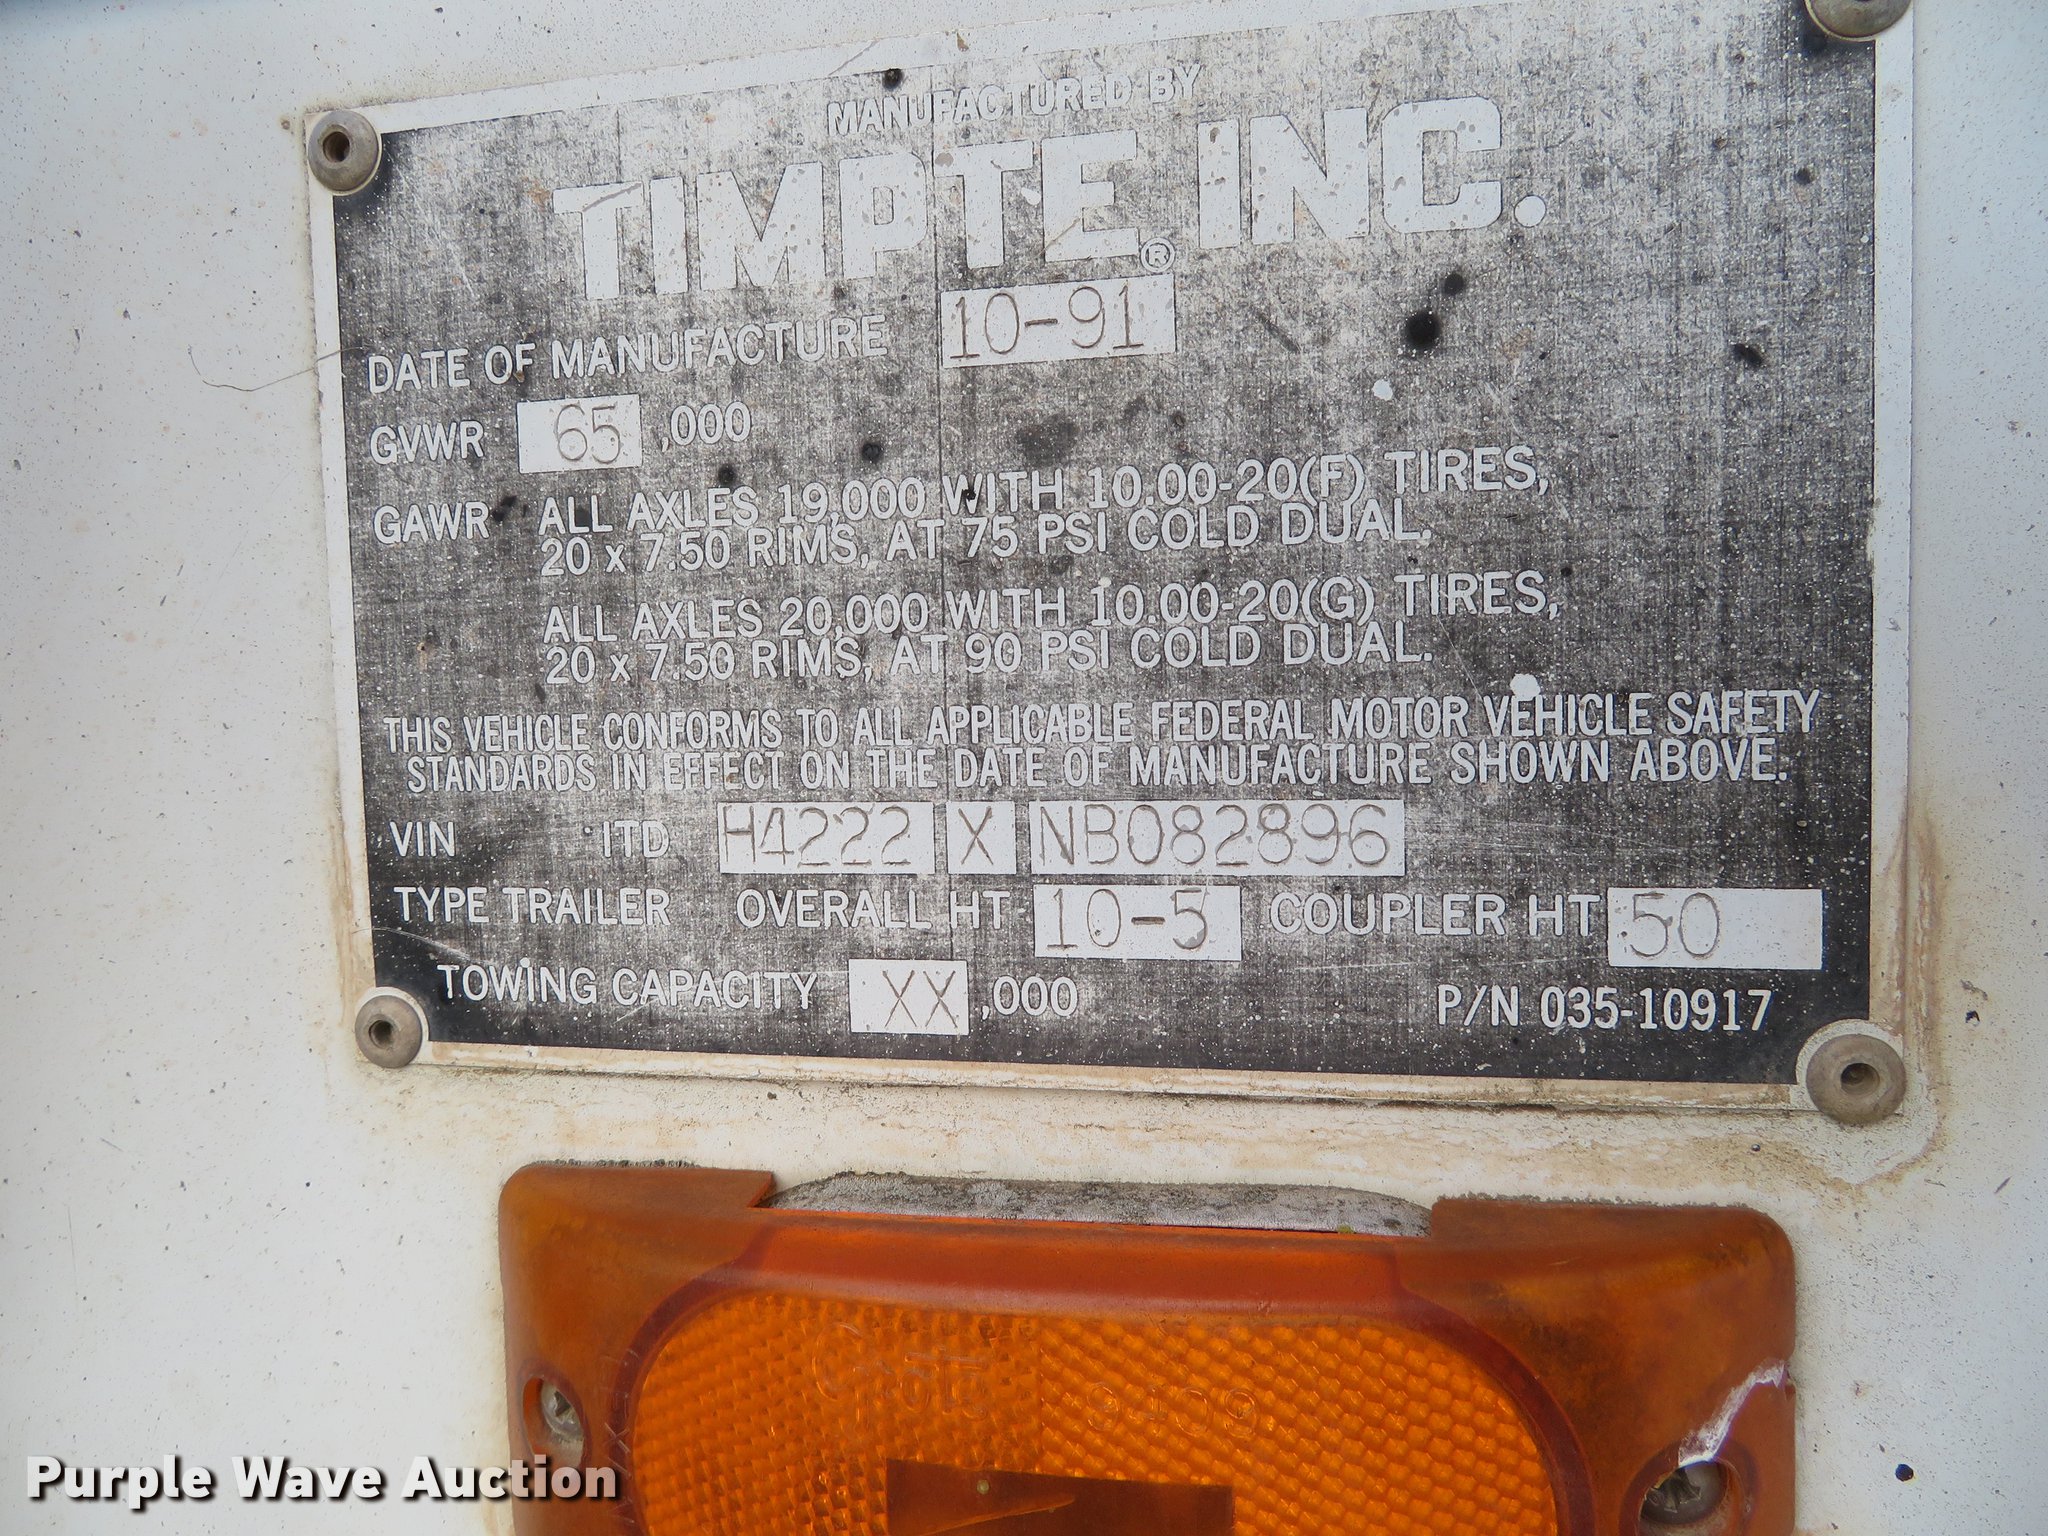 MANUFACTURED BY
TIMPTE® INC.
DATE OF MANUFACTURE 10-91
GVWR 65 ,000
GAWR ALL AXLES 19,000 WITH 10.00-20(F) TIRES,
20 x 7.50 RIMS, AT 75 PSI COLD DUAL.
ALL AXLES 20,000 WITH 10.00-20(G) TIRES,
20 x 7.50 RIMS, AT 90 PSI COLD DUAL.
THIS VEHICLE CONFORMS TO ALL APPLICABLE FEDERAL MOTOR VEHICLE SAFETY
STANDARDS IN EFFECT ON THE DATE OF MANUFACTURE SHOWN ABOVE.
VIN 1TD H4222 X NB082896
TYPE TRAILER OVERALL HT 10-5 COUPLER HT 50
TOWING CAPACITY XX ,000
P/N 035-10917
Purple Wave Auction